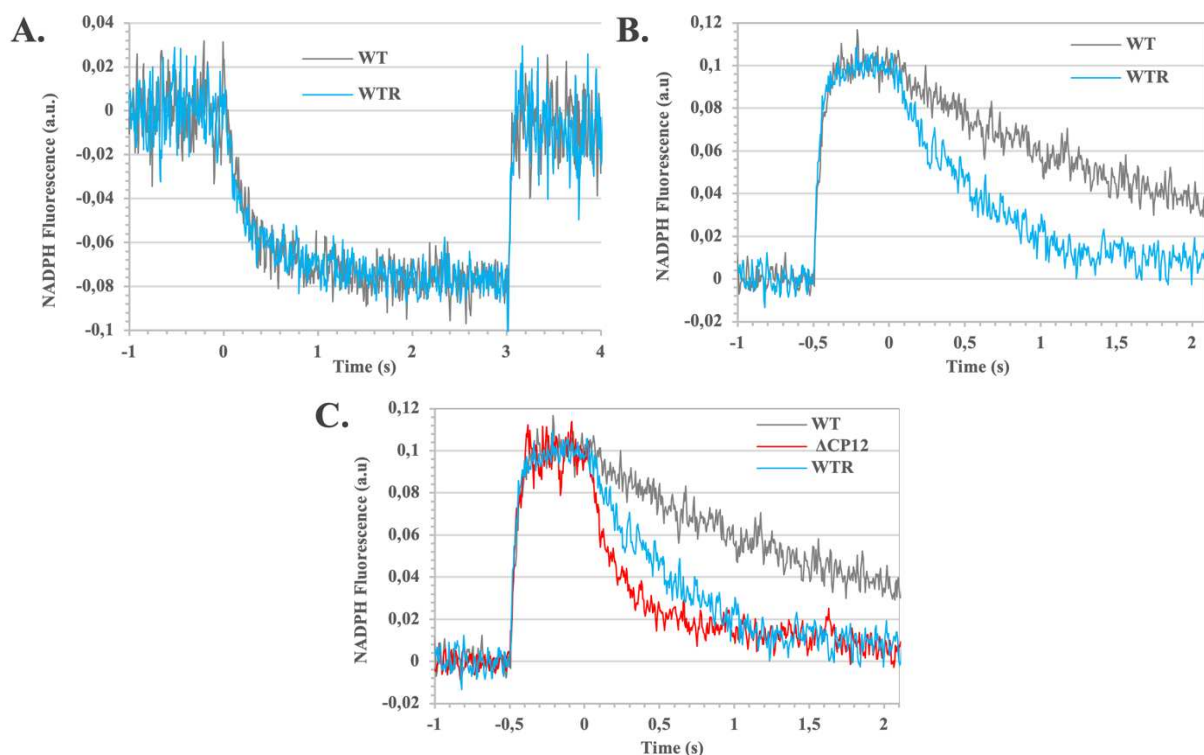 A.
0,04
0,02
0
-0,02
-0,04
-0,06
-0,08
-0,1
NADPH Fluorescence (a.u.)
WT
WTR
-1 0 1 2 3 4
Time (s)
B.
0,12
0,1
0,08
0,06
0,04
0,02
0
-0,02
NADPH Fluorescence (a.u)
WT
WTR
-1 -0,5 0 0,5 1 1,5 2
Time (s)
C.
0,12
0,1
0,08
0,06
0,04
0,02
0
-0,02
NADPH Fluorescence (a.u)
WT
ΔCP12
WTR
-1 -0,5 0 0,5 1 1,5 2
Time (s)